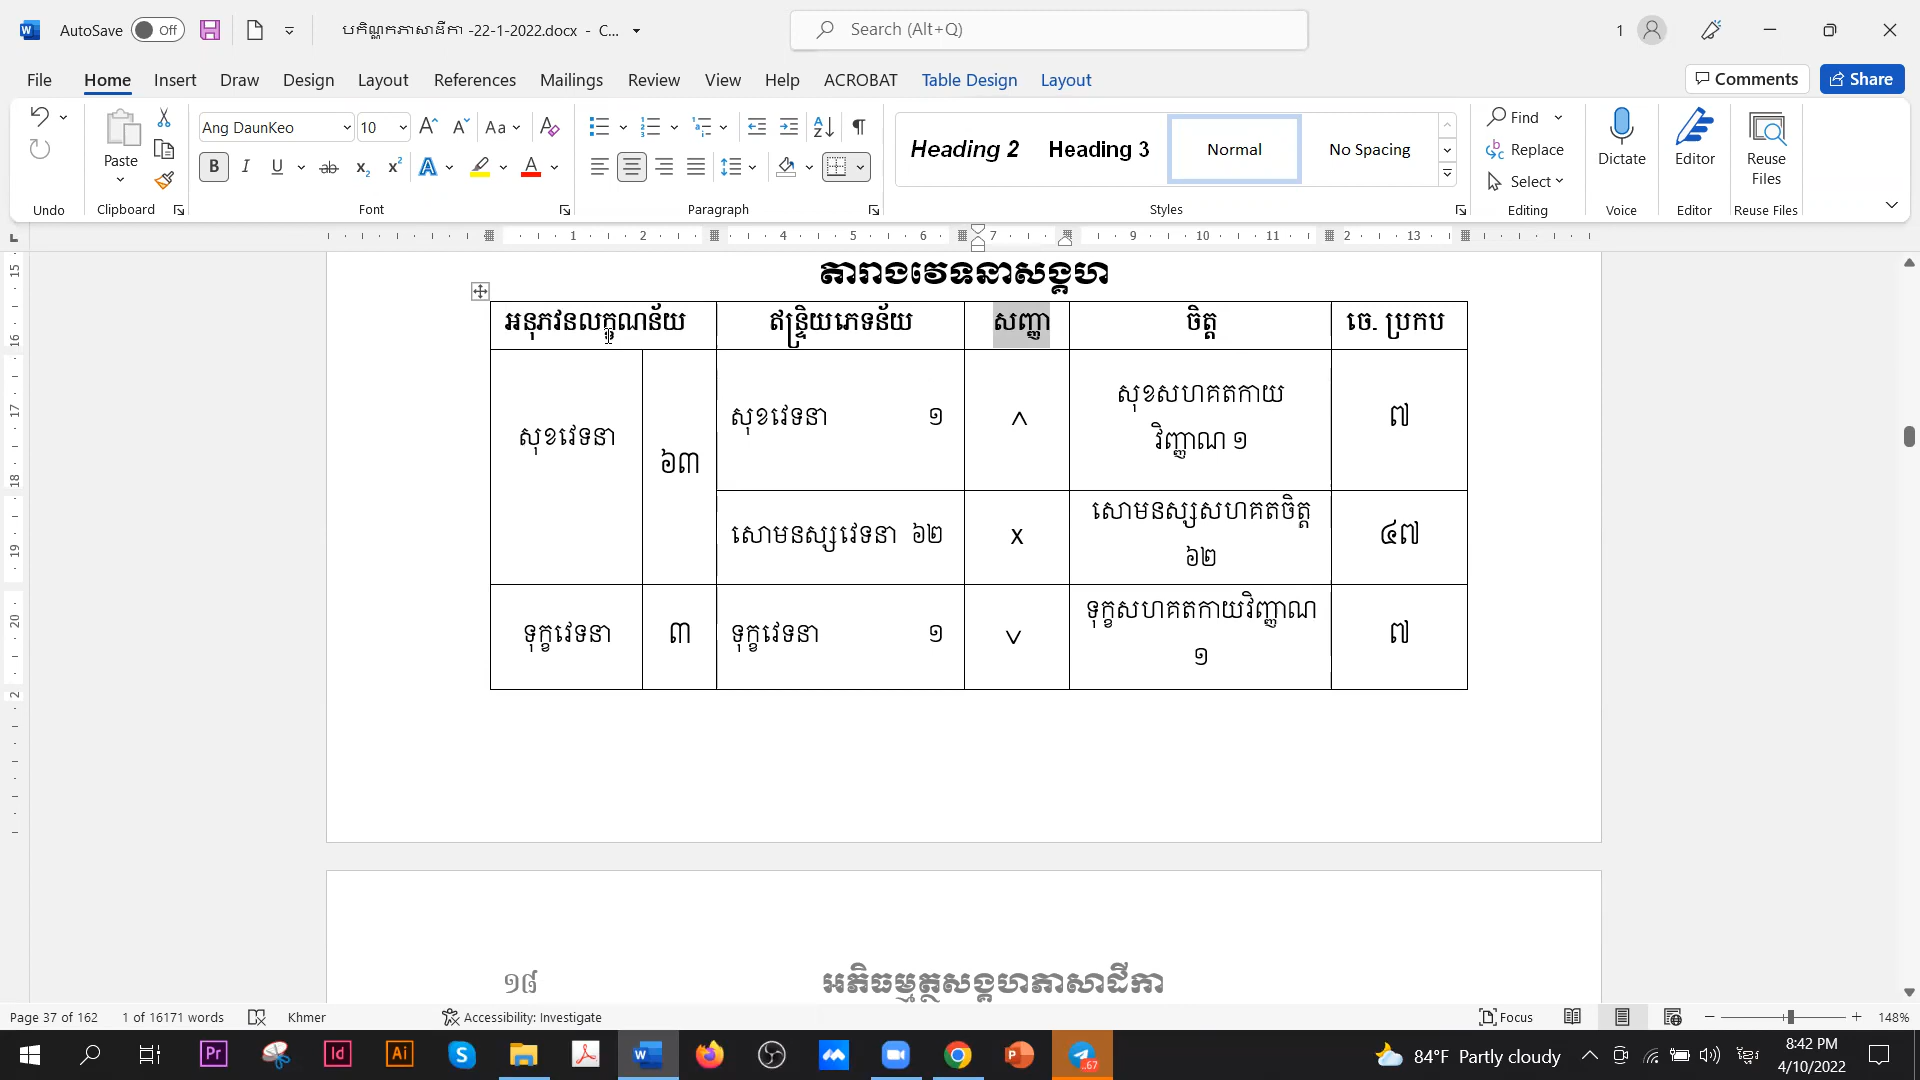 AutoSave Off បកិណ្ណកភាសាដីកា -22-1-2022.docx - C... Search (Alt+Q) 1
File Home Insert Draw Design Layout References Mailings Review View Help ACROBAT Table Design Layout Comments Share
Paste
Ang DaunKeo 10
Heading 2 Heading 3 Normal No Spacing
Find
Replace
Select
Dictate
Editor
Reuse
Files
Undo Clipboard Font Paragraph Styles Editing Voice Editor Reuse Files
តារាងវេទនាសង្គហ
អនុភវនលក្ខណន័យ ឥន្ទ្រិយភេទន័យ សញ្ញា ចិត្ត ចេ. ប្រកប
សុខវេទនា ៦៣ សុខវេទនា ១ ^ សុខសហគតកាយ
វិញ្ញាណ ១ ៧
សោមនស្សវេទនា ៦២ x សោមនស្សសហគតចិត្ត
៦២ ៤៧
ទុក្ខវេទនា ៣ ទុក្ខវេទនា ១ v ទុក្ខសហគតកាយវិញ្ញាណ
១ ៧
១៨ អភិធម្មត្ថសង្គហភាសាដីកា
Page 37 of 162 1 of 16171 words Khmer Accessibility: Investigate Focus 148%
84°F Partly cloudy
8:42 PM
4/10/2022